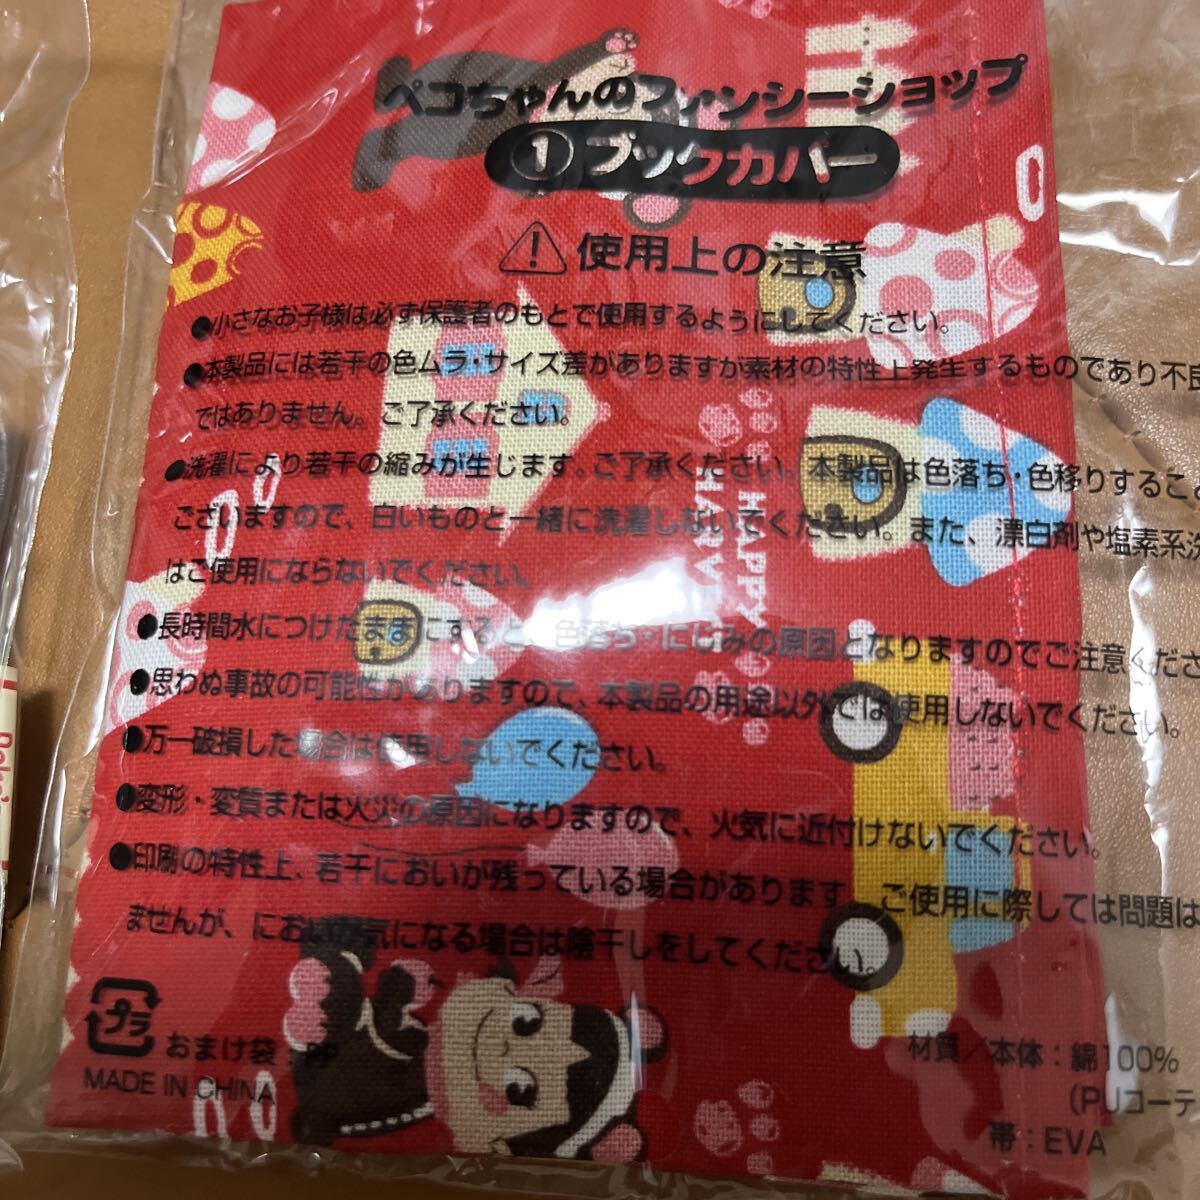 ペコちゃんのファンシーショップ
①ブックカバー
使用上の注意
●小さなお子様は必ず保護者のもとで使用するようにしてください。
●本製品には若干の色ムラ・サイズ差がありますが素材の特性上発生するものであり不良
ではありません。ご了承ください。
●洗濯により若干の縮みが生じます。ご了承ください。本製品は色落ち・色移りするこ
ございますので、白いものと一緒に洗濯しないでください。また、漂白剤や塩素系洗
はご使用にならないでください。
●長時間水につけたままにすると、色落ち・にじみの原因となりますのでご注意くださ
●思わぬ事故の可能性がありますので、本製品の用途以外では使用しないでください。
●万一破損した場合は使用しないでください。
●変形・変質または火災の原因になりますので、火気に近付けないでください。
●印刷の特性上、若干においが残っている場合があります。ご使用に際しては問題は
ませんが、においが気になる場合は陰干しをしてください。
プラ
おまけ袋：PP
MADE IN CHINA
材質／本体：綿100%
(PUコーテ
帯：EVA
HAPPY
HARV